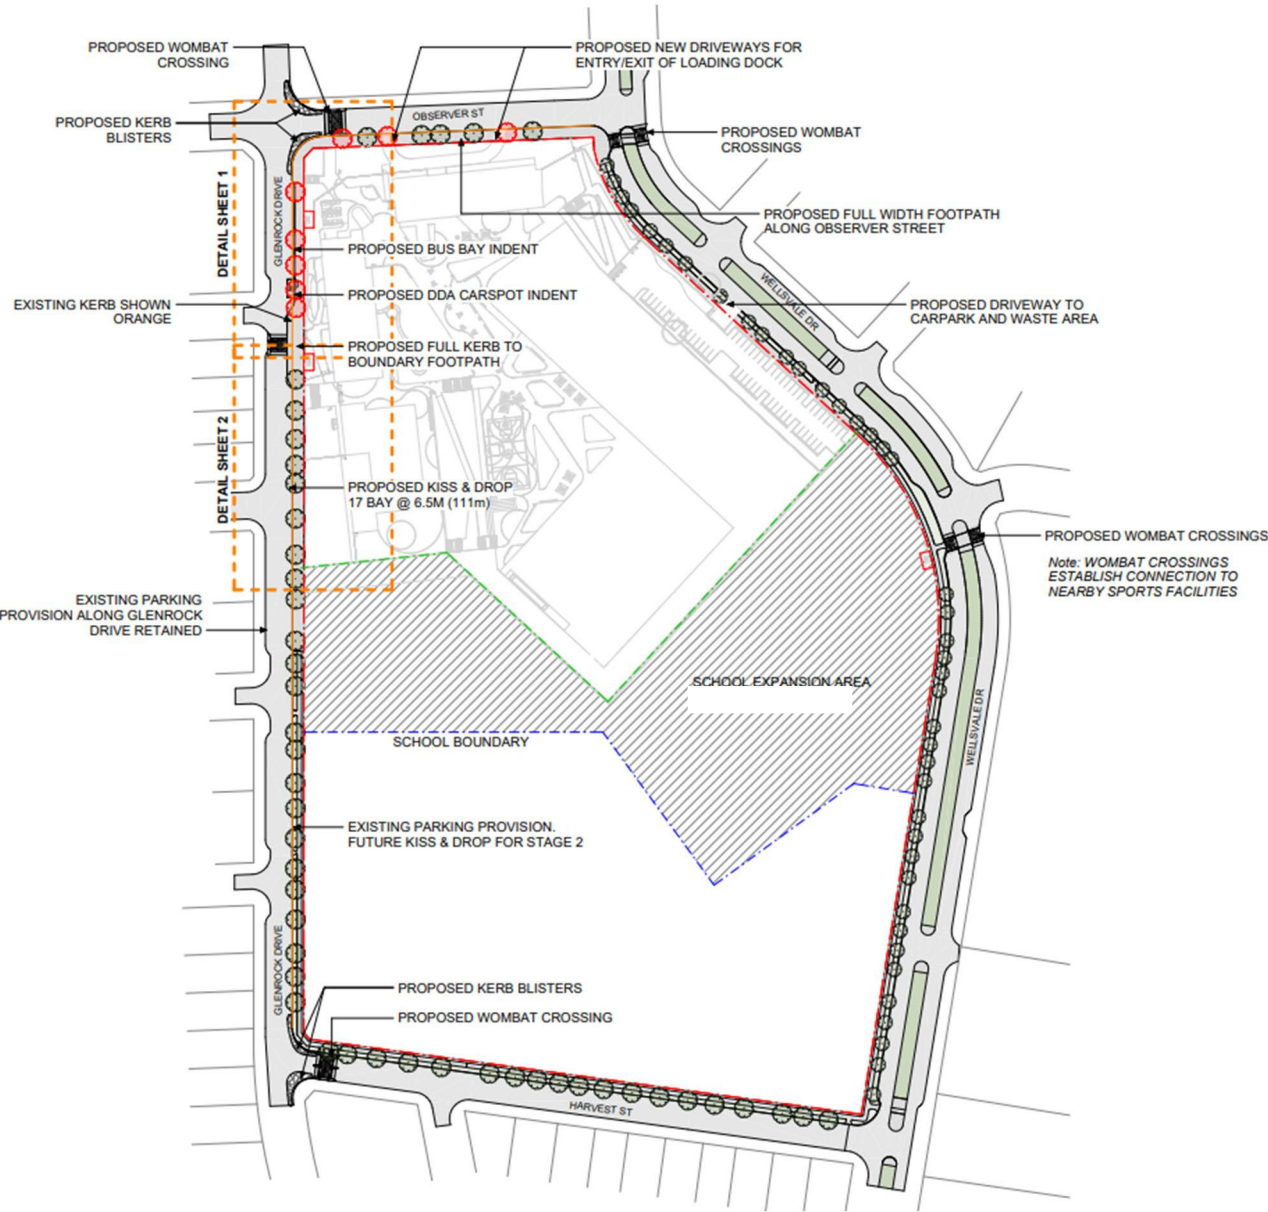 PROPOSED WOMBAT
CROSSING
PROPOSED NEW DRIVEWAYS FOR
ENTRY/EXIT OF LOADING DOCK
OBSERVER ST
PROPOSED KERB
BLISTERS
PROPOSED WOMBAT
CROSSINGS
DETAIL SHEET 1
GLENROCK DRIVE
PROPOSED FULL WIDTH FOOTPATH
ALONG OBSERVER STREET
PROPOSED BUS BAY INDENT
WELLSVALE DR
PROPOSED DDA CARSPOT INDENT
EXISTING KERB SHOWN
ORANGE
PROPOSED DRIVEWAY TO
CARPARK AND WASTE AREA
PROPOSED FULL KERB TO
BOUNDARY FOOTPATH
DETAIL SHEET 2
PROPOSED KISS & DROP
17 BAY @ 6.5M (111m)
PROPOSED WOMBAT CROSSINGS
Note: WOMBAT CROSSINGS
ESTABLISH CONNECTION TO
NEARBY SPORTS FACILITIES
EXISTING PARKING
PROVISION ALONG GLENROCK
DRIVE RETAINED
SCHOOL EXPANSION AREA
WELLSVALE DR
SCHOOL BOUNDARY
EXISTING PARKING PROVISION.
FUTURE KISS & DROP FOR STAGE 2
GLENROCK DRIVE
PROPOSED KERB BLISTERS
PROPOSED WOMBAT CROSSING
HARVEST ST